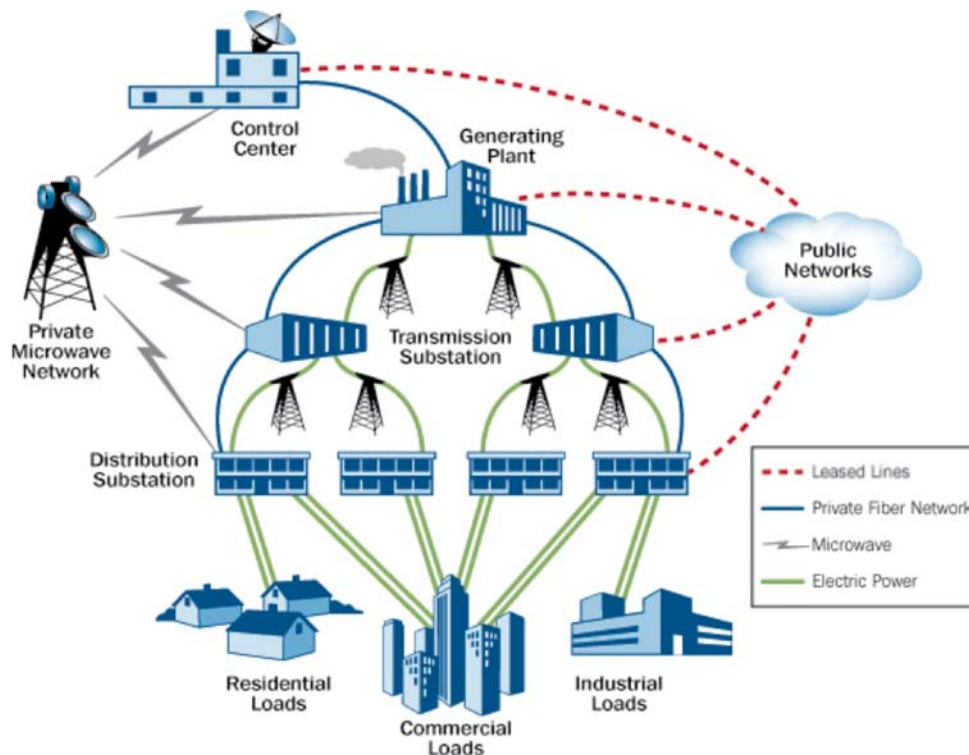 Control
Center
Generating
Plant
Public
Networks
Private
Microwave
Network
Transmission
Substation
Distribution
Substation
Leased Lines
Private Fiber Network
Microwave
Electric Power
Residential
Loads
Commercial
Loads
Industrial
Loads